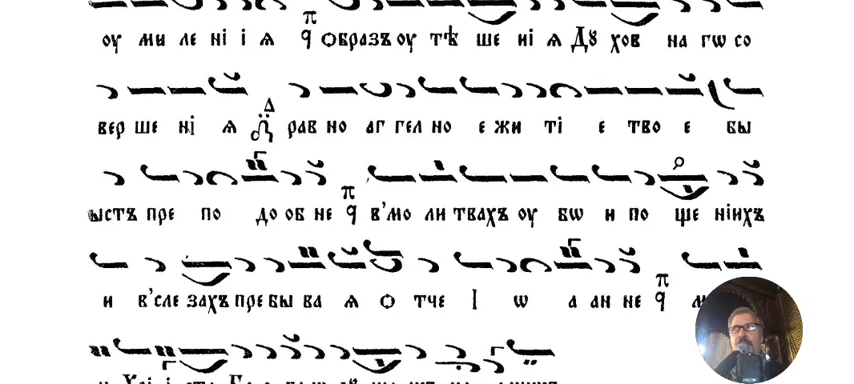 оу ми ле ні і ѧ ОБРАЗЪ оу тѣ ше ні ѧ Дꙋ хов на гѡ со
вер ше ні ѧ рав но аг гел но е жи ті е тво е бы
ыстъ пре по до об не в'мо ли твахъ оу бѡ и по ще ніихъ
и в'сле захъ пре бы ва ѧ О тче І ѡ а ан не